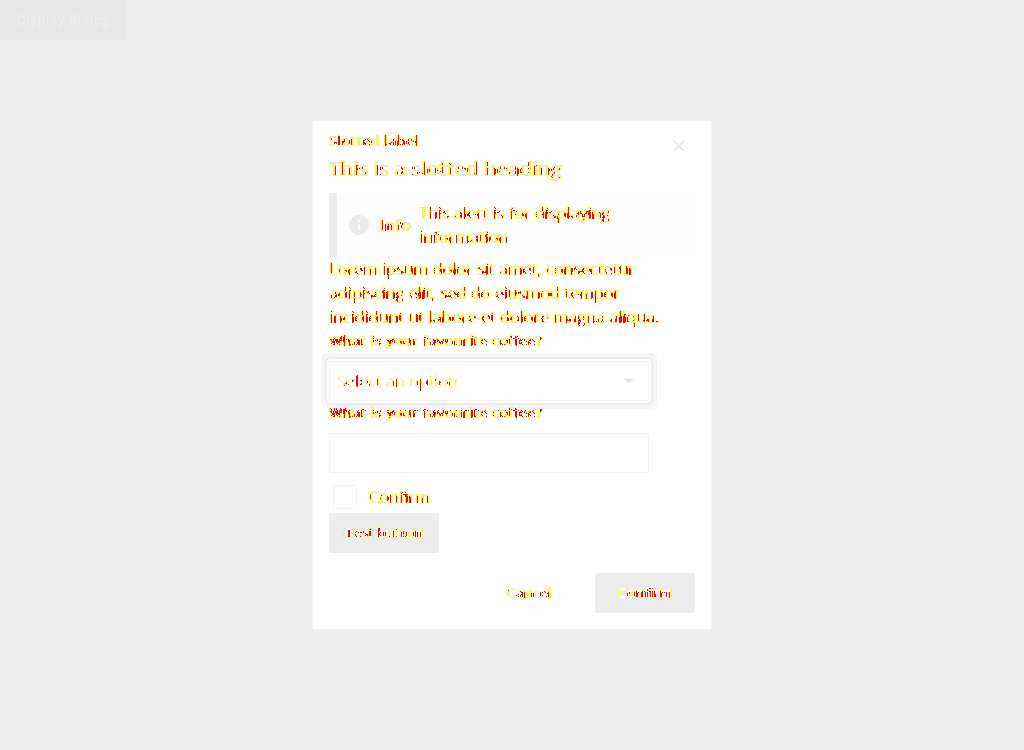 Display dialog
Slotted label
This is a slotted heading
Info
This alert is for displaying
information
Lorem ipsum dolor sit amet, consectetur
adipiscing elit, sed do eiusmod tempor
incididunt ut labore et dolore magna aliqua.
What is your favourite coffee?
Select an option
What is your favourite coffee?
Confirm
Test button
Cancel
Confirm